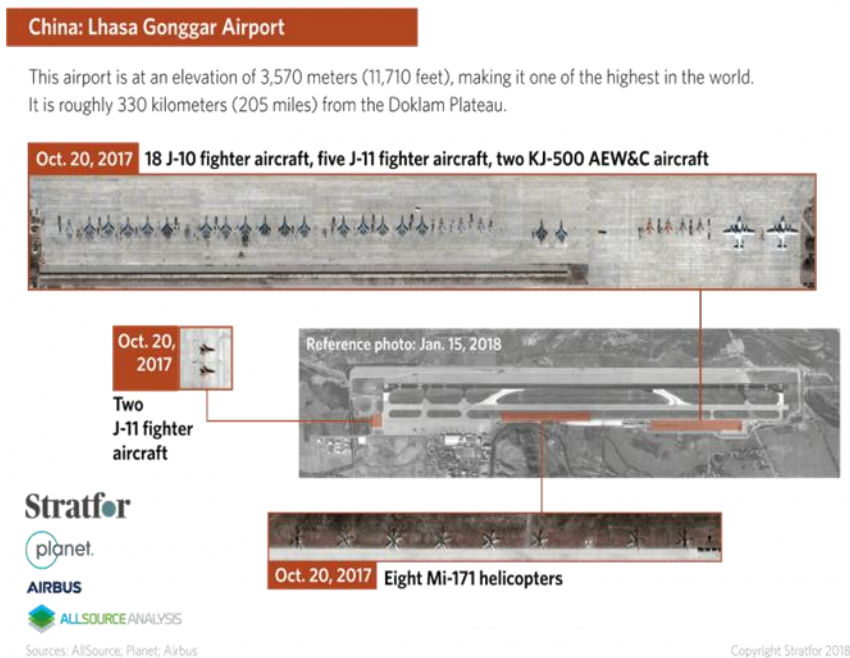 China: Lhasa Gonggar Airport
This airport is at an elevation of 3,570 meters (11,710 feet), making it one of the highest in the world.
It is roughly 330 kilometers (205 miles) from the Doklam Plateau.
Oct. 20, 2017 18 J-10 fighter aircraft, five J-11 fighter aircraft, two KJ-500 AEW&C aircraft
Oct. 20,
2017
Two
J-11 fighter
aircraft
Reference photo: Jan. 15, 2018
Oct. 20, 2017 Eight Mi-171 helicopters
Stratfor
planet.
AIRBUS
ALLSOURCE ANALYSIS
Sources: AllSource, Planet, Airbus
Copyright Stratfor 2018